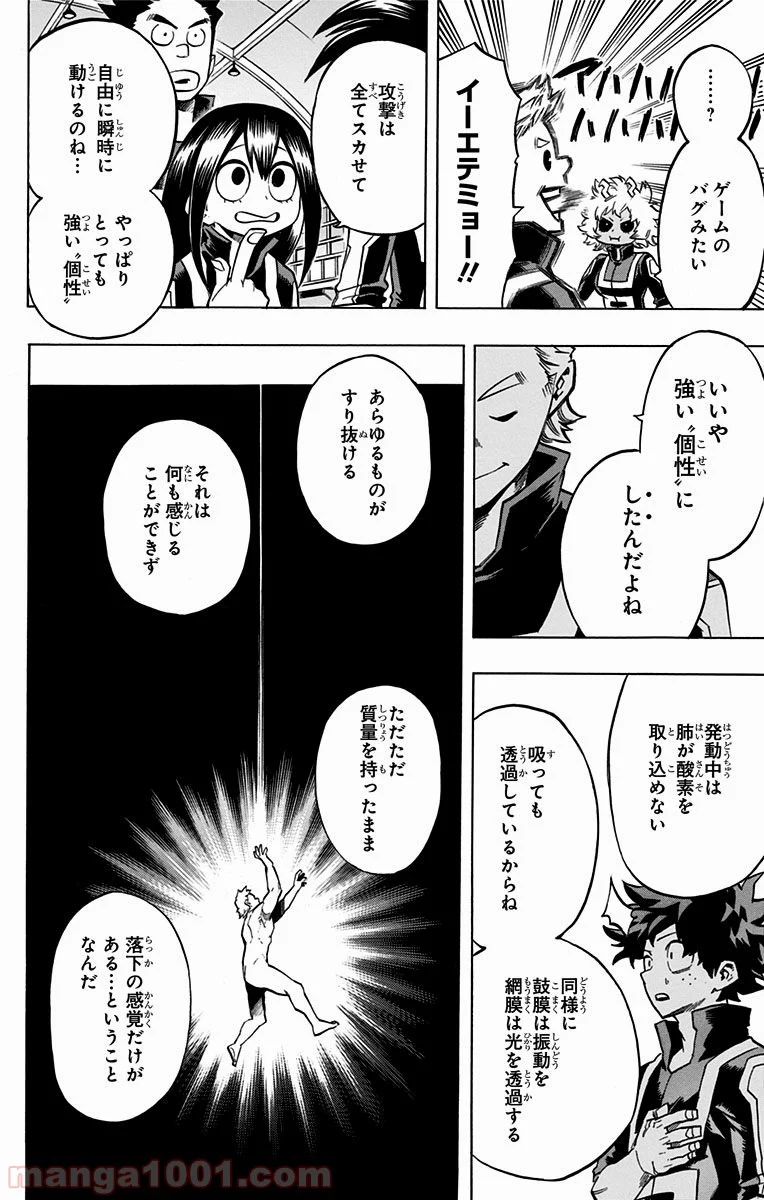 ……?
ゲームの
バグみたい
イーエテミョー!!
攻撃は
全てスカせて
自由に瞬時に
動けるのね…
やっぱり
とっても
強い“個性”
いいや
強い“個性”に
したんだよね
発動中は
肺が酸素を
取り込めない
吸っても
透過しているからね
同様に
鼓膜は振動を
網膜は光を透過する
あらゆるものが
すり抜ける
それは
何も感じる
ことができず
ただただ
質量を持ったまま
落下の感覚だけが
ある…ということ
なんだ
manga1001.com